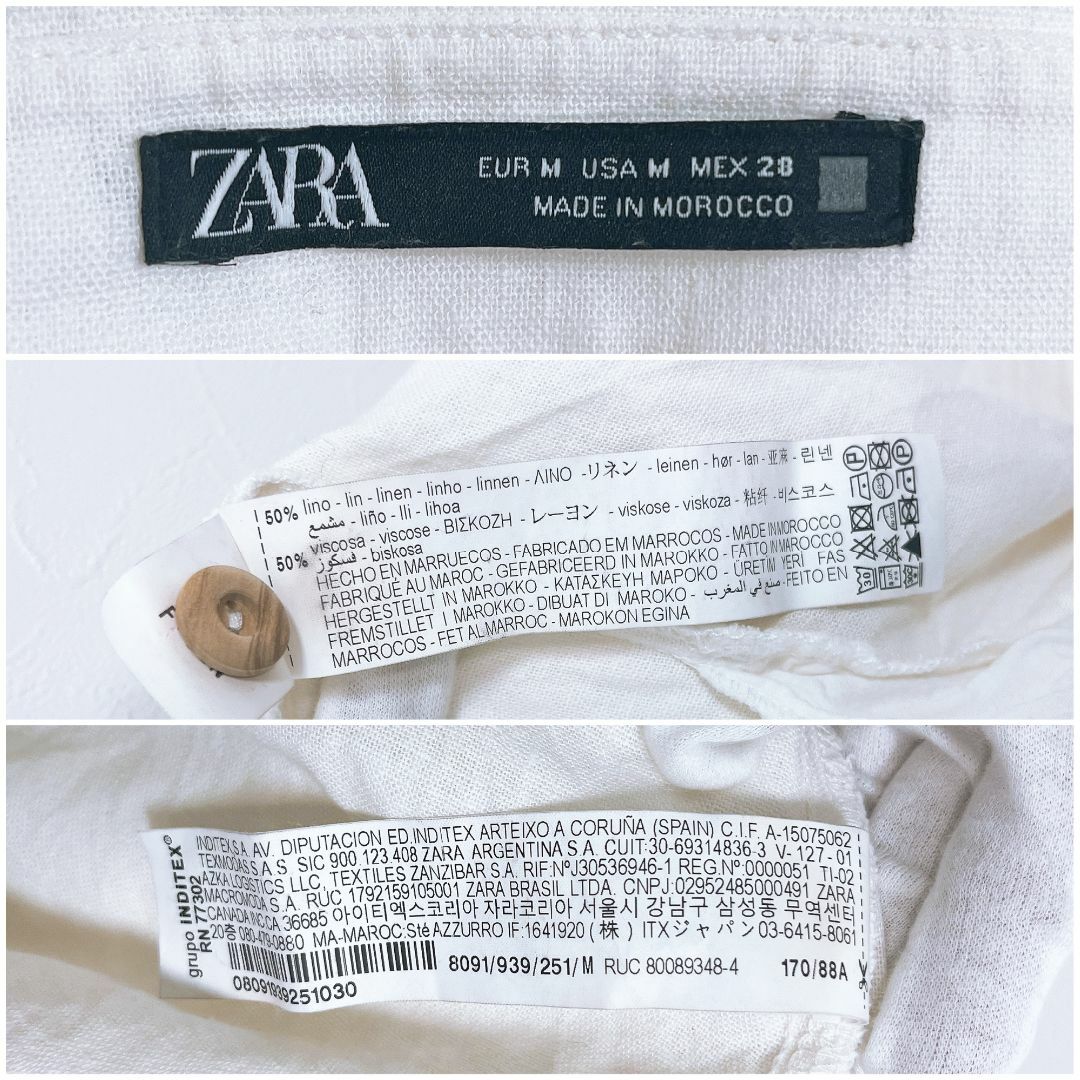 ZARA
EUR M USA M MEX 28
MADE IN MOROCCO
50% lino - lin - linen - linho - linnen - ΛΙΝΟ - リネン - leinen - hør - lan - 亚麻 - 린넨
مشمع - liño - lli - lihoa
50% viscosa - viscose - ΒΙΣΚΟΖΗ - レーヨン - viskose - viskoza - 粘纤 - 비스코스
فسكوز - biskosa
HECHO EN MARRUECOS - FABRICADO EM MARROCOS - MADE IN MOROCCO
FABRIQUÉ AU MAROC - GEFABRICEERD IN MAROKKO - FATTO IN MAROCCO
HERGESTELLT IN MAROKKO - ΚΑΤΑΣΚΕΥΗ ΜΑΡΟΚΟ - ÜRETIM YERI FAS
FREMSTILLET I MAROKKO - DIBUAT DI MAROKO - صنع في المغرب - FEITO EN
MARROCOS - FET AL MARROC - MAROKON EGINA
P P
30
grupo INDITEX®
RN 77302
INDITEX,S.A. AV. DIPUTACION ED.INDITEX ARTEIXO A CORUÑA (SPAIN) C.I.F. A-15075062
TEXMODA S.A.S SIC 900.123.408 ZARA ARGENTINA S.A. CUIT:30-69314836-3 V-127-01
AZKA LOGISTICS LLC TEXTILES ZANZIBAR S.A. RIF:NºJ30536946-1 REG.Nº:0000051 TI-02
MACROMODA S.A. RUC 1792159105001 ZARA BRASIL LTDA. CNPJ:02952485000491 ZARA
CANADA INC.CA 36685 아이티엑스코리아 자라코리아 서울시 강남구 삼성동 무역센터
20층 080-479-0880 MA-MAROC:Sté AZZURRO IF:1641920 (株) ITXジャパン 03-6415-8061
8091/939/251/M RUC 80089348-4 170/88A
08091939251030